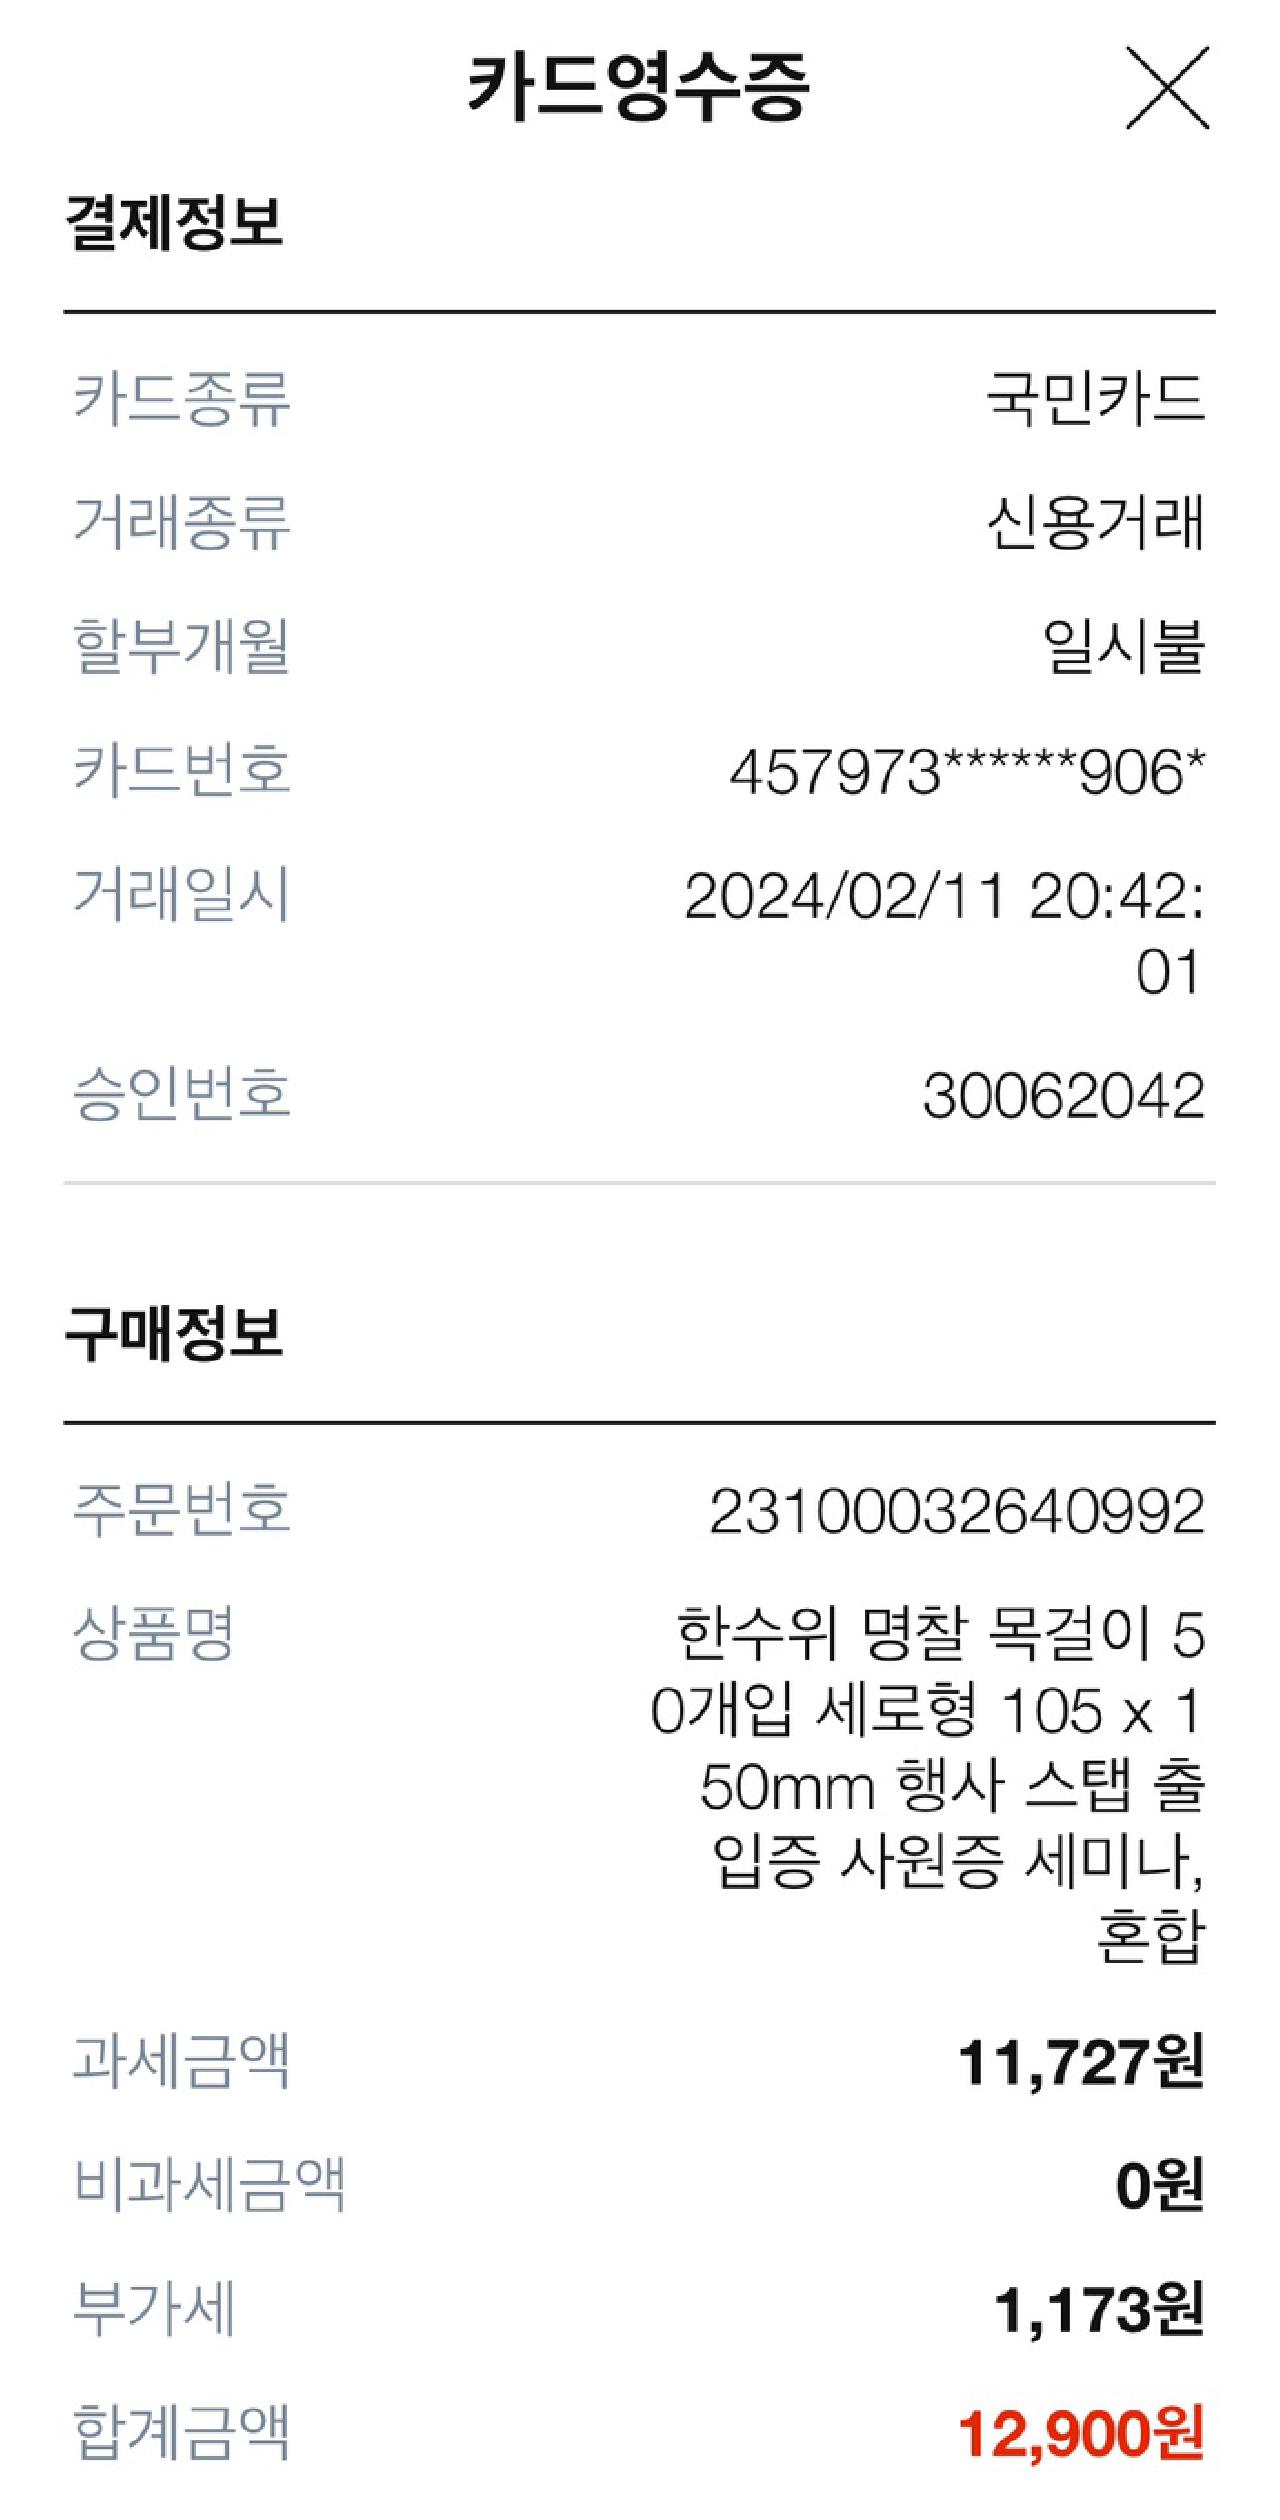 카드영수증
결제정보
카드종류 국민카드
거래종류 신용거래
할부개월 일시불
카드번호 457973******906*
거래일시 2024/02/11 20:42:
01
승인번호 30062042
구매정보
주문번호 23100032640992
상품명 한수위 명찰 목걸이 5
0개입 세로형 105 x 1
50mm 행사 스탭 출
입증 사원증 세미나,
혼합
과세금액 11,727원
비과세금액 0원
부가세 1,173원
합계금액 12,900원